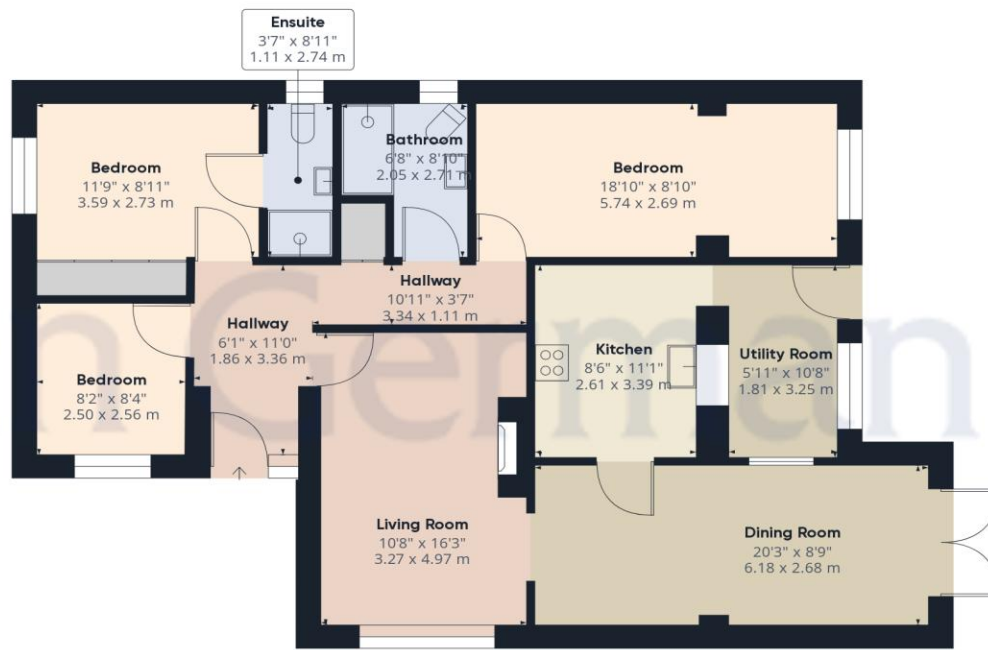 Ensuite
3'7" x 8'11"
1.11 x 2.74 m
Bedroom
11'9" x 8'11"
3.59 x 2.73 m
Bathroom
6'8" x 8'10"
2.05 x 2.71 m
Bedroom
18'10" x 8'10"
5.74 x 2.69 m
Hallway
10'11" x 3'7"
3.34 x 1.11 m
Hallway
6'1" x 11'0"
1.86 x 3.36 m
Bedroom
8'2" x 8'4"
2.50 x 2.56 m
Kitchen
8'6" x 11'1"
2.61 x 3.39 m
Utility Room
5'11" x 10'8"
1.81 x 3.25 m
Living Room
10'8" x 16'3"
3.27 x 4.97 m
Dining Room
20'3" x 8'9"
6.18 x 2.68 m
n German